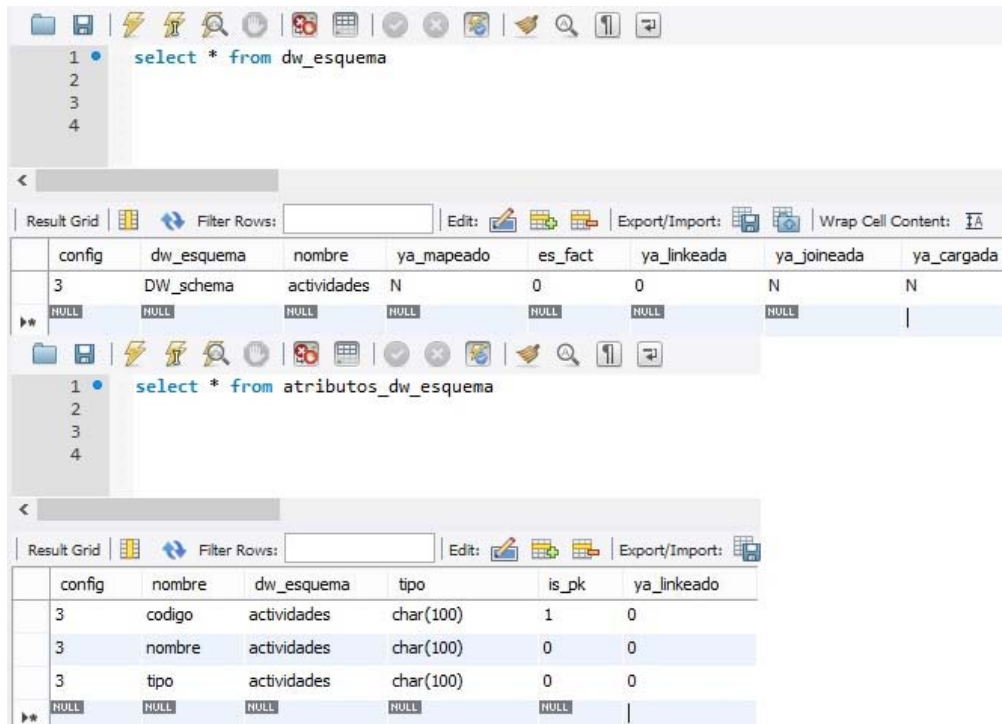 1 select * from dw_esquema
2
3
4
Result Grid Filter Rows: Edit: Export/Import: Wrap Cell Content:
config dw_esquema nombre ya_mapeado es_fact ya_linkeada ya_joineada ya_cargada
3 DW_schema actividades N 0 0 N N
NULL NULL NULL NULL NULL NULL NULL
1 select * from atributos_dw_esquema
2
3
4
Result Grid Filter Rows: Edit: Export/Import:
config nombre dw_esquema tipo is_pk ya_linkeado
3 codigo actividades char(100) 1 0
3 nombre actividades char(100) 0 0
3 tipo actividades char(100) 0 0
NULL NULL NULL NULL NULL